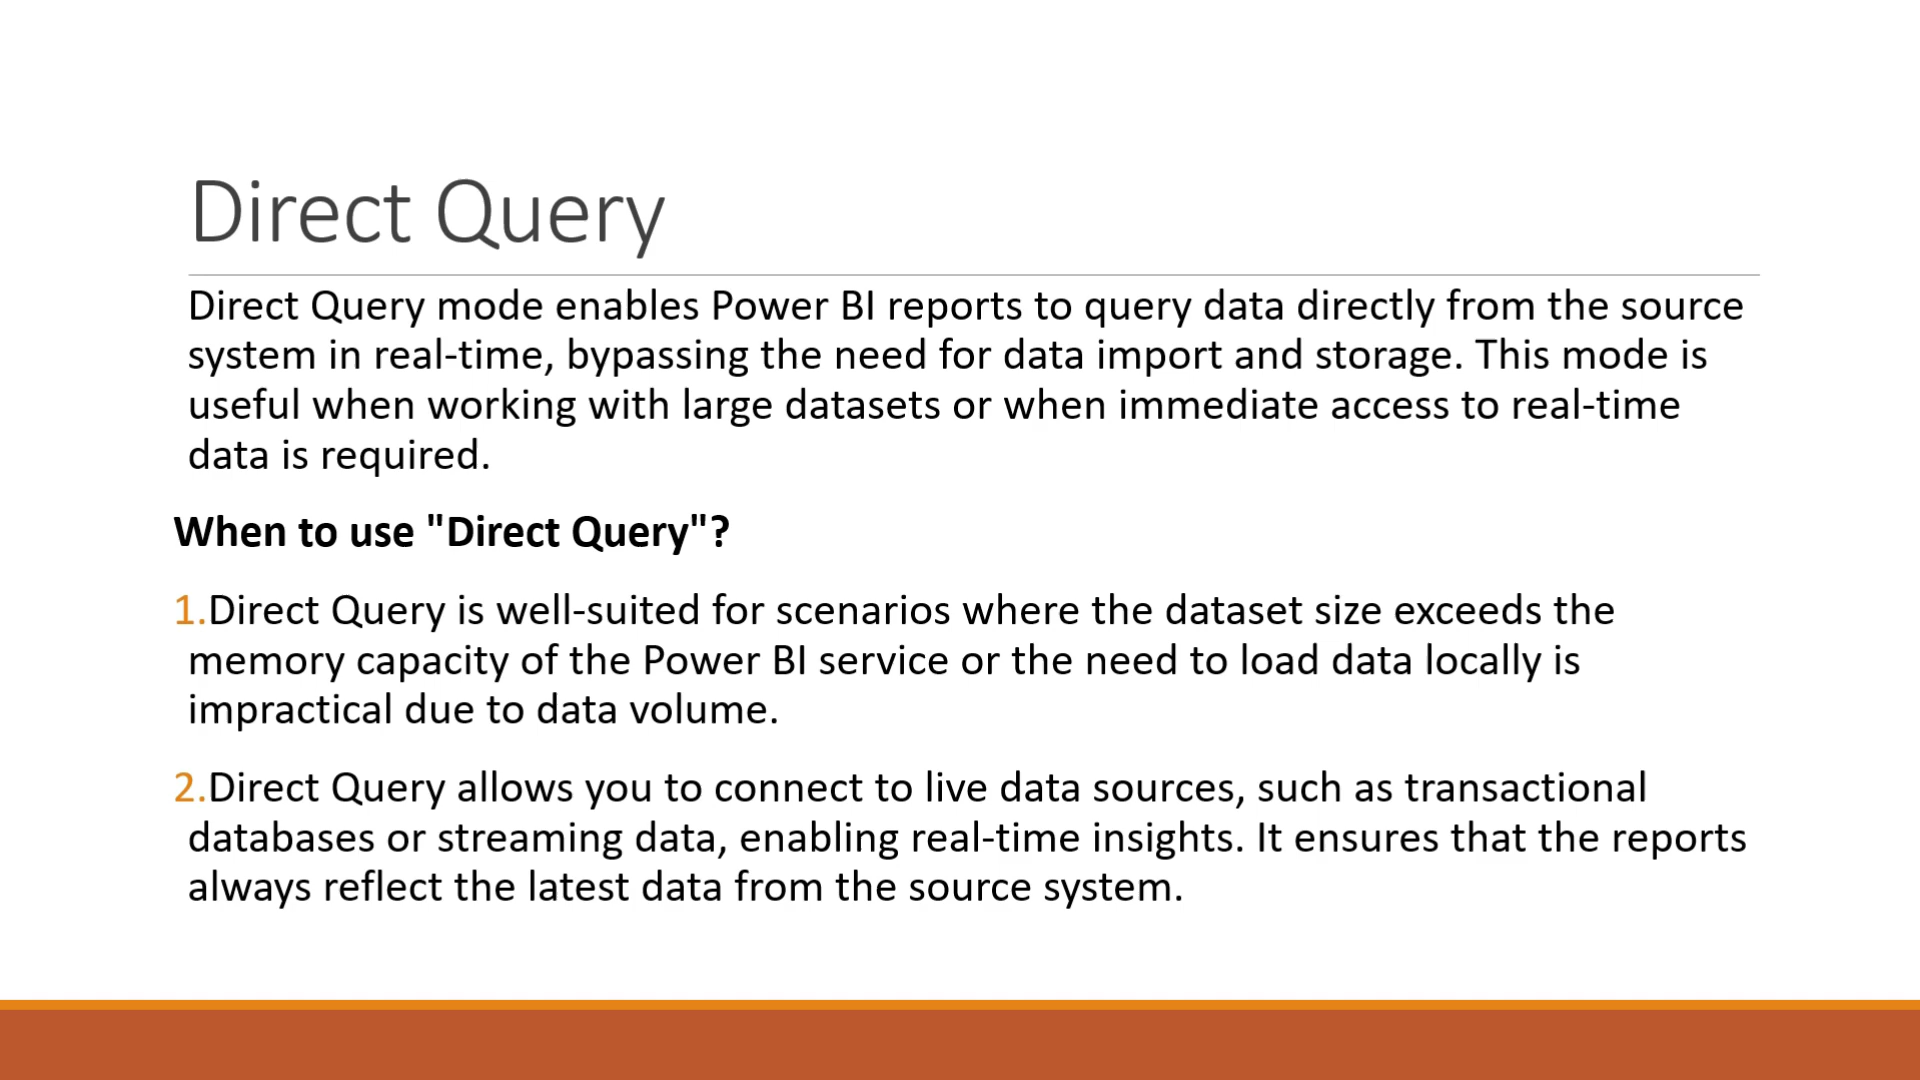 Direct Query
Direct Query mode enables Power BI reports to query data directly from the source
system in real-time, bypassing the need for data import and storage. This mode is
useful when working with large datasets or when immediate access to real-time
data is required.
When to use "Direct Query"?
1.Direct Query is well-suited for scenarios where the dataset size exceeds the
memory capacity of the Power BI service or the need to load data locally is
impractical due to data volume.
2.Direct Query allows you to connect to live data sources, such as transactional
databases or streaming data, enabling real-time insights. It ensures that the reports
always reflect the latest data from the source system.